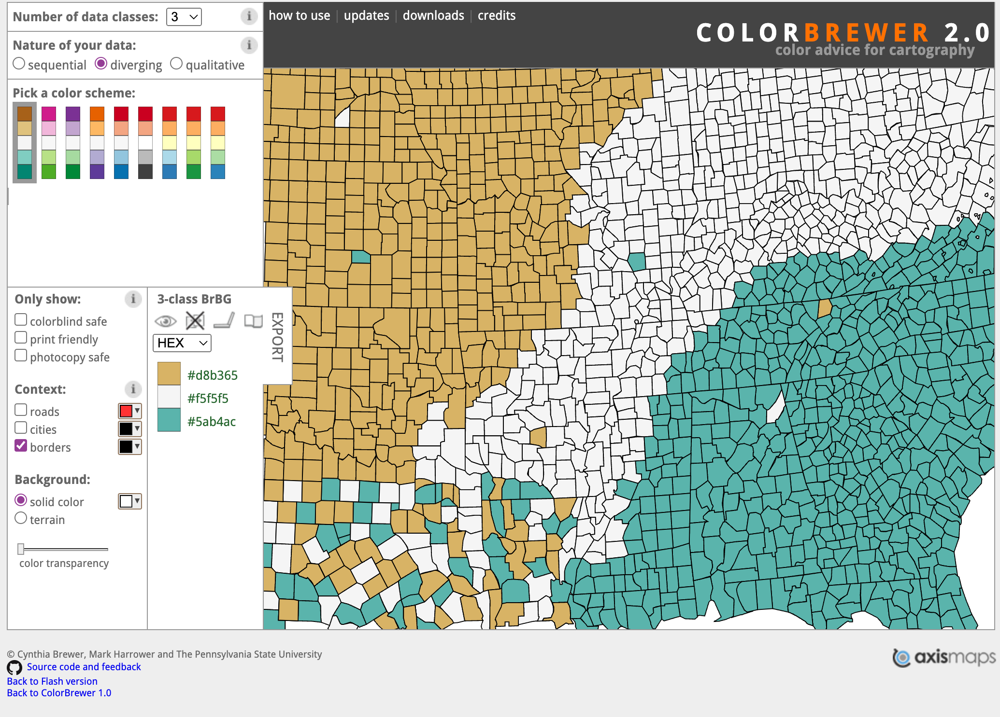 Number of data classes: 3
Nature of your data:
sequential diverging qualitative
Pick a color scheme:
how to use | updates | downloads | credits
COLORBREWER 2.0
color advice for cartography
Only show:
colorblind safe
print friendly
photocopy safe
Context:
roads
cities
borders
Background:
solid color
terrain
color transparency
3-class BrBG
HEX
EXPORT
#d8b365
#f5f5f5
#5ab4ac
© Cynthia Brewer, Mark Harrower and The Pennsylvania State University
Source code and feedback
Back to Flash version
Back to ColorBrewer 1.0
axismaps